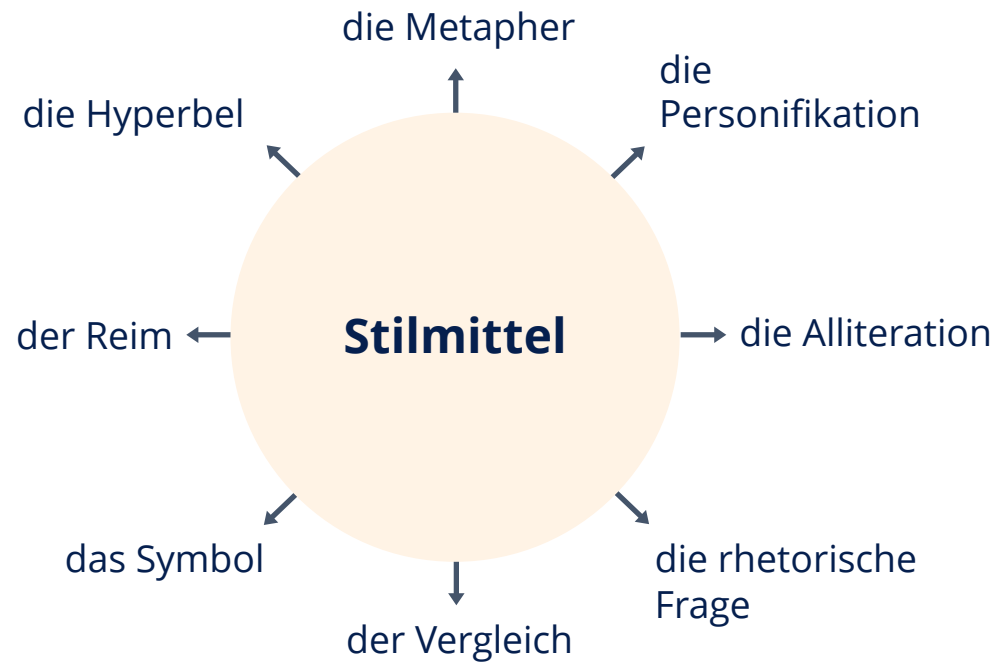 die Metapher
die
Personifikation
die Hyperbel
der Reim
Stilmittel
die Alliteration
das Symbol
die rhetorische
Frage
der Vergleich